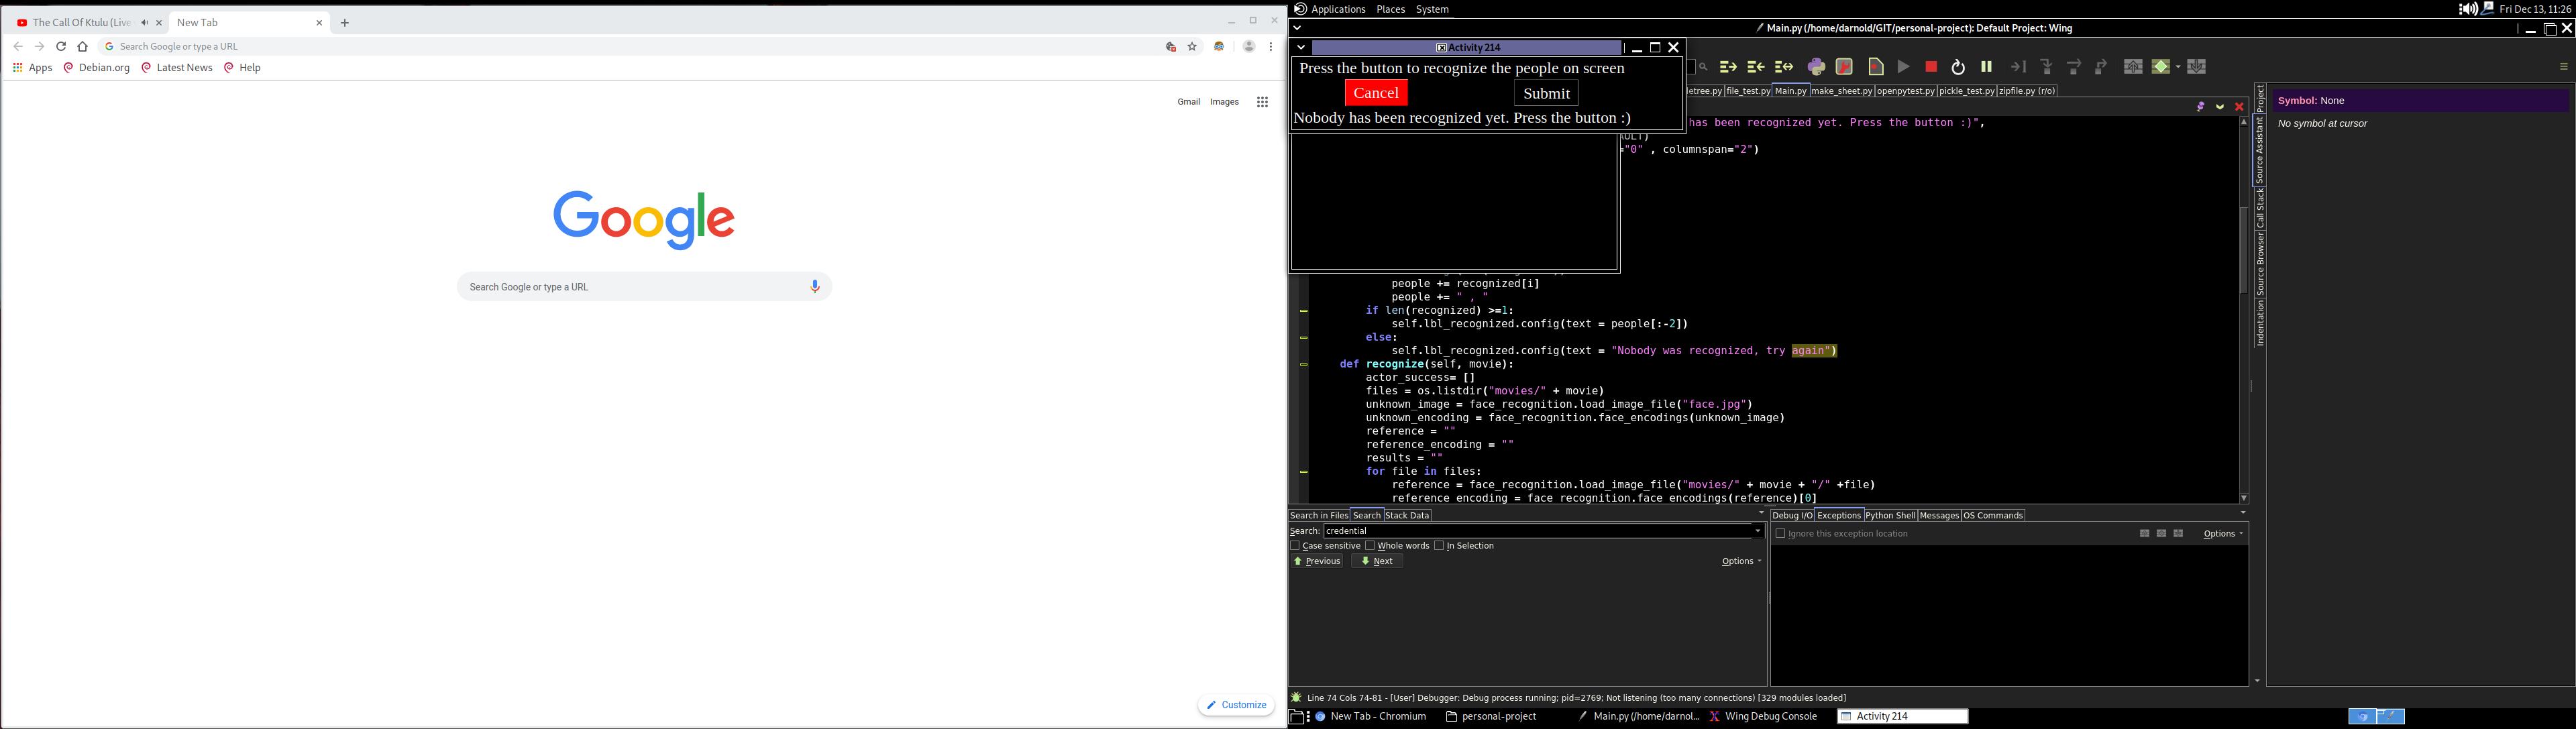 The Call Of Ktulu (Live
New Tab
Search Google or type a URL
Apps
Debian.org
Latest News
Help
Gmail
Images
Google
Search Google or type a URL
Customize
Applications Places System
Fri Dec 13, 11:26
Main.py (/home/darnold/GIT/personal-project): Default Project: Wing
Activity 214
Press the button to recognize the people on screen
Cancel
Submit
Nobody has been recognized yet. Press the button :)
etree.py file_test.py Main.py make_sheet.py openpytest.py pickle_test.py zipfile.py (r/o)
has been recognized yet. Press the button :)",
ULT)
="0" , columnspan="2")
people += recognized[i]
people += " , "
if len(recognized) >=1:
self.lbl_recognized.config(text = people[:-2])
else:
self.lbl_recognized.config(text = "Nobody was recognized, try again")
def recognize(self, movie):
actor_success= []
files = os.listdir("movies/" + movie)
unknown_image = face_recognition.load_image_file("face.jpg")
unknown_encoding = face_recognition.face_encodings(unknown_image)
reference = ""
reference_encoding = ""
results = ""
for file in files:
reference = face_recognition.load_image_file("movies/" + movie + "/" +file)
reference_encoding = face_recognition.face_encodings(reference)[0]
Project
Source Assistant
Call Stack
Source Browser
Indentation
Symbol: None
No symbol at cursor
Search in Files Search Stack Data
Search: credential
Case sensitive Whole words In Selection
Previous Next
Options
Debug I/O Exceptions Python Shell Messages OS Commands
Ignore this exception location
Options
Line 74 Cols 74-81 - [User] Debugger: Debug process running; pid=2769; Not listening (too many connections) [329 modules loaded]
New Tab - Chromium
personal-project
Main.py (/home/darnol...
Wing Debug Console
Activity 214